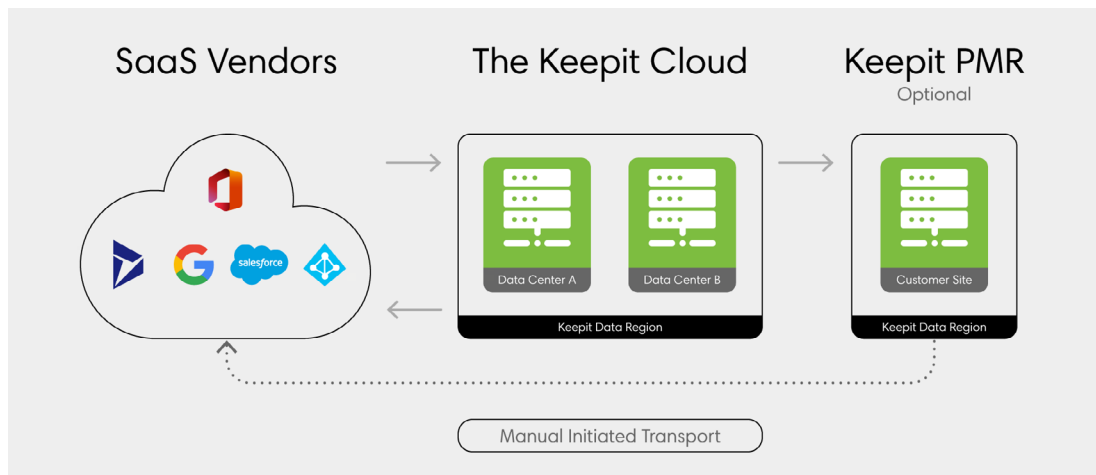 SaaS Vendors
The Keepit Cloud
Keepit PMR
Optional
salesforce
Data Center A
Data Center B
Customer Site
Keepit Data Region
Keepit Data Region
Manual Initiated Transport